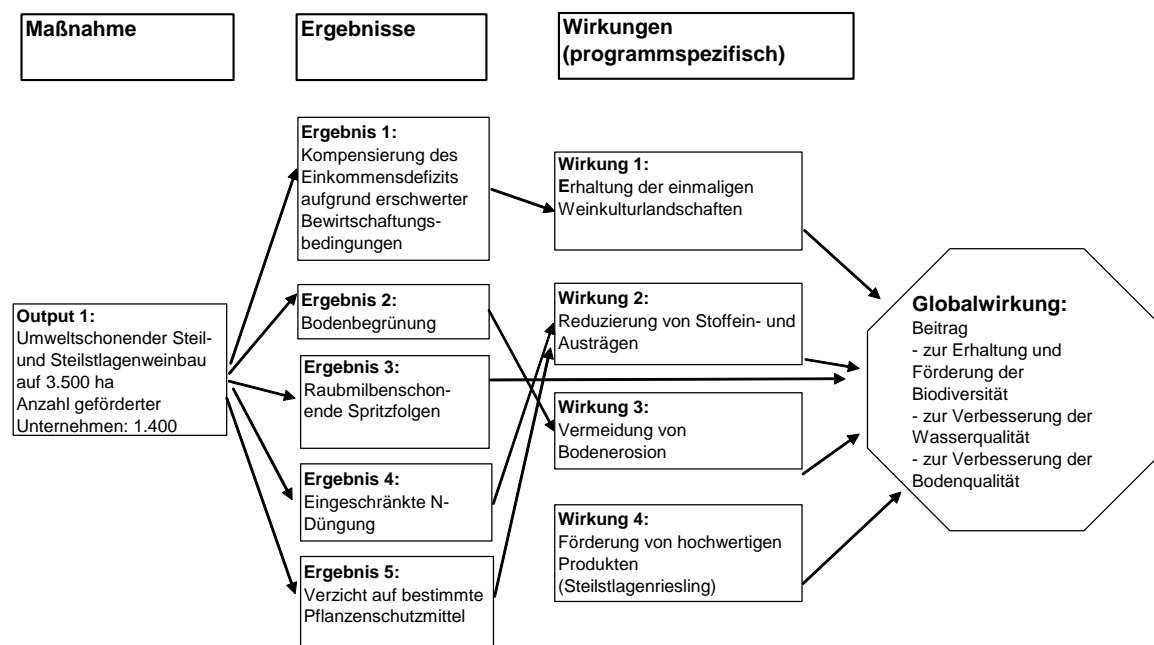 Maßnahme
Ergebnisse
Wirkungen
(programmspezifisch)
Output 1:
Umweltschonender Steil-
und Steilstlagenweinbau
auf 3.500 ha
Anzahl geförderter
Unternehmen: 1.400
Ergebnis 1:
Kompensierung des
Einkommensdefizits
aufgrund erschwerter
Bewirtschaftungs-
bedingungen
Ergebnis 2:
Bodenbegrünung
Ergebnis 3:
Raubmilbenschon-
ende Spritzfolgen
Ergebnis 4:
Eingeschränkte N-
Düngung
Ergebnis 5:
Verzicht auf bestimmte
Pflanzenschutzmittel
Wirkung 1:
Erhaltung der einmaligen
Weinkulturlandschaften
Wirkung 2:
Reduzierung von Stoffein- und
Austrägen
Wirkung 3:
Vermeidung von
Bodenerosion
Wirkung 4:
Förderung von hochwertigen
Produkten
(Steilstlagenriesling)
Globalwirkung:
Beitrag
- zur Erhaltung und
Förderung der
Biodiversität
- zur Verbesserung der
Wasserqualität
- zur Verbesserung der
Bodenqualität